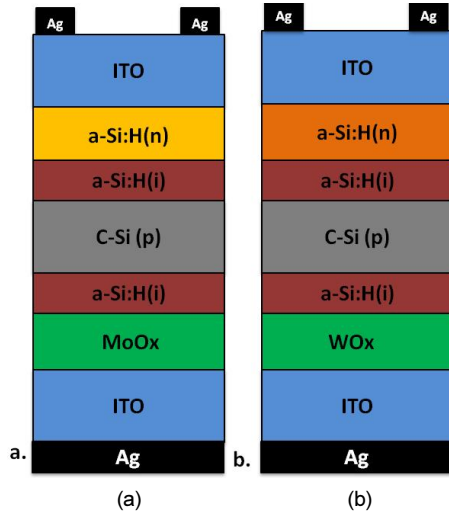 Ag Ag
ITO
a-Si:H(n)
a-Si:H(i)
C-Si (p)
a-Si:H(i)
MoOx
ITO
a. Ag
(a)
Ag Ag
ITO
a-Si:H(n)
a-Si:H(i)
C-Si (p)
a-Si:H(i)
WOx
ITO
b. Ag
(b)